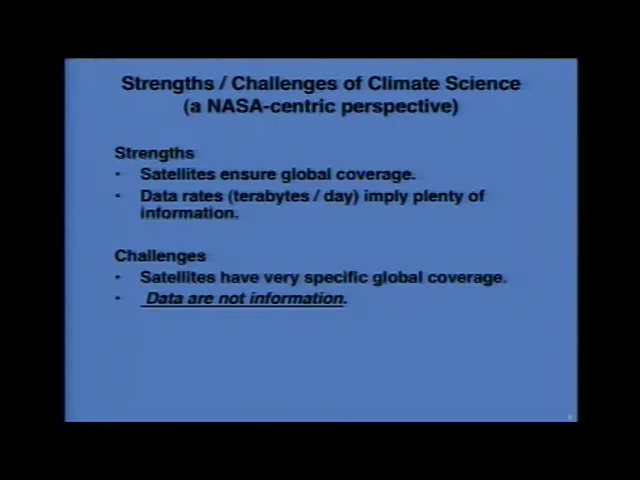 Strengths / Challenges of Climate Science
(a NASA-centric perspective)
Strengths
· Satellites ensure global coverage.
· Data rates (terabytes / day) imply plenty of
information.
Challenges
· Satellites have very specific global coverage.
· Data are not information.